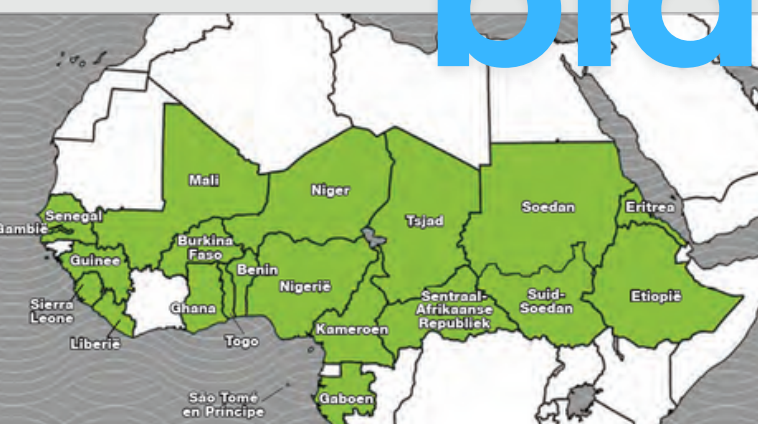 Mali
Niger
Tsjad
Soedan
Eritrea
Senegal
Gambië
Burkina
Faso
Guinee
Benin
Nigerië
Sierra
Leone
Ghana
Sentraal-
Afrikaanse
Republiek
Suid-
Soedan
Etiopië
Liberië
Togo
Kameroen
São Tomé
en Príncipe
Gaboen